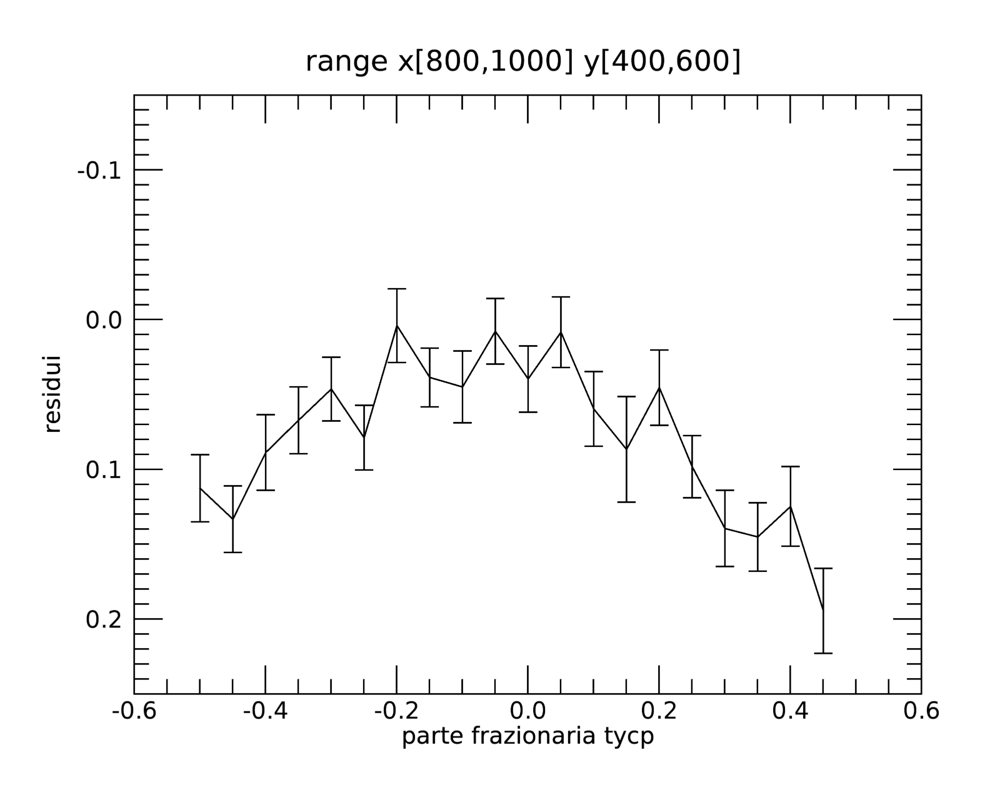 range x[800,1000] y[400,600]
-0.1
0.0
0.1
0.2
residui
-0.6 -0.4 -0.2 0.0 0.2 0.4 0.6
parte frazionaria tycp